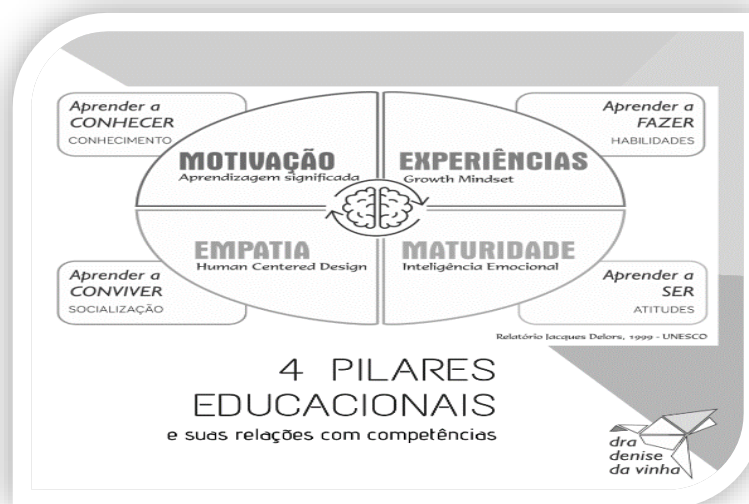 Aprender a
CONHECER
CONHECIMENTO
MOTIVAÇÃO
Aprendizagem significada
Aprender a
FAZER
HABILIDADES
EXPERIÊNCIAS
Growth Mindset
EMPATIA
Human Centered Design
Aprender a
CONVIVER
SOCIALIZAÇÃO
MATURIDADE
Inteligência Emocional
Aprender a
SER
ATITUDES
Relatório Jacques Delors, 1999 - UNESCO
4 PILARES
EDUCACIONAIS
e suas relações com competências
dra
denise
da vinha